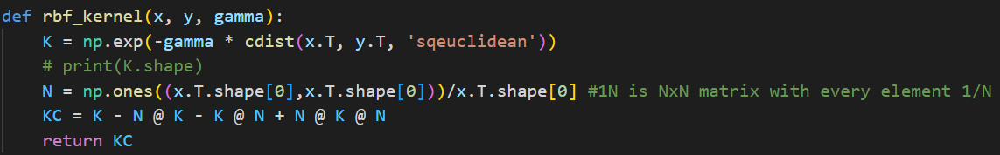 def rbf_kernel(x, y, gamma):
    K = np.exp(-gamma * cdist(x.T, y.T, 'sqeuclidean'))
    # print(K.shape)
    N = np.ones((x.T.shape[0],x.T.shape[0]))/x.T.shape[0] #1N is NxN matrix with every element 1/N
    KC = K - N @ K - K @ N + N @ K @ N
    return KC